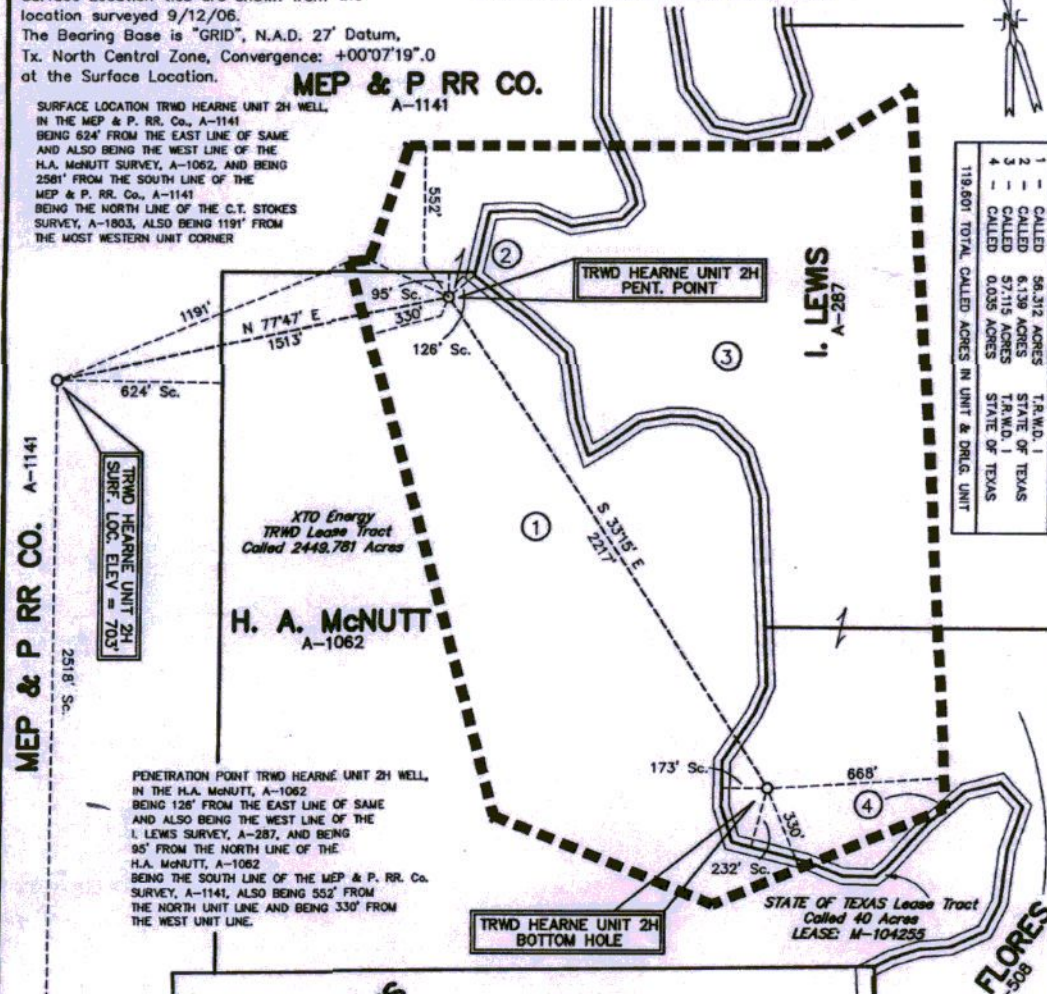 location surveyed 9/12/06.
The Bearing Base is "GRID", N.A.D. 27' Datum,
Tx. North Central Zone, Convergence: +00°07'19".0
at the Surface Location.
MEP & P RR CO.
A-1141
SURFACE LOCATION TRWD HEARNE UNIT 2H WELL,
IN THE MEP & P. RR. Co., A-1141
BEING 624' FROM THE EAST LINE OF SAME
AND ALSO BEING THE WEST LINE OF THE
H.A. McNUTT SURVEY, A-1062, AND BEING
2581' FROM THE SOUTH LINE OF THE
MEP & P. RR. Co., A-1141
BEING THE NORTH LINE OF THE C.T. STOKES
SURVEY, A-1803, ALSO BEING 1191' FROM
THE MOST WESTERN UNIT CORNER
N
1 - CALLED 56.312 ACRES T.R.W.D. 1
2 - CALLED 6.139 ACRES STATE OF TEXAS
3 - CALLED 57.115 ACRES T.R.W.D. 1
4 - CALLED 0.035 ACRES STATE OF TEXAS
119.601 TOTAL CALLED ACRES IN UNIT & DRLG. UNIT
552'
2
TRWD HEARNE UNIT 2H
PENT. POINT
I. LEWIS
A-287
95' Sc.
330'
126' Sc.
1191'
N 77°47' E
1513'
624' Sc.
3
MEP & P RR CO. A-1141
TRWD HEARNE UNIT 2H
SURF. LOC. ELEV = 703'
XTO Energy
TRWD Lease Tract
Called 2449.781 Acres
1
S 33°15' E
2217'
H. A. McNUTT
A-1062
2518' Sc.
PENETRATION POINT TRWD HEARNE UNIT 2H WELL,
IN THE H.A. McNUTT, A-1062
BEING 126' FROM THE EAST LINE OF SAME
AND ALSO BEING THE WEST LINE OF THE
I. LEWIS SURVEY, A-287, AND BEING
95' FROM THE NORTH LINE OF THE
H.A. McNUTT, A-1062
BEING THE SOUTH LINE OF THE MEP & P. RR. Co.
SURVEY, A-1141, ALSO BEING 552' FROM
THE NORTH UNIT LINE AND BEING 330' FROM
THE WEST UNIT LINE.
173' Sc.
668'
4
330'
232' Sc.
TRWD HEARNE UNIT 2H
BOTTOM HOLE
STATE OF TEXAS Lease Tract
Called 40 Acres
LEASE: M-104255
FLORES
-508